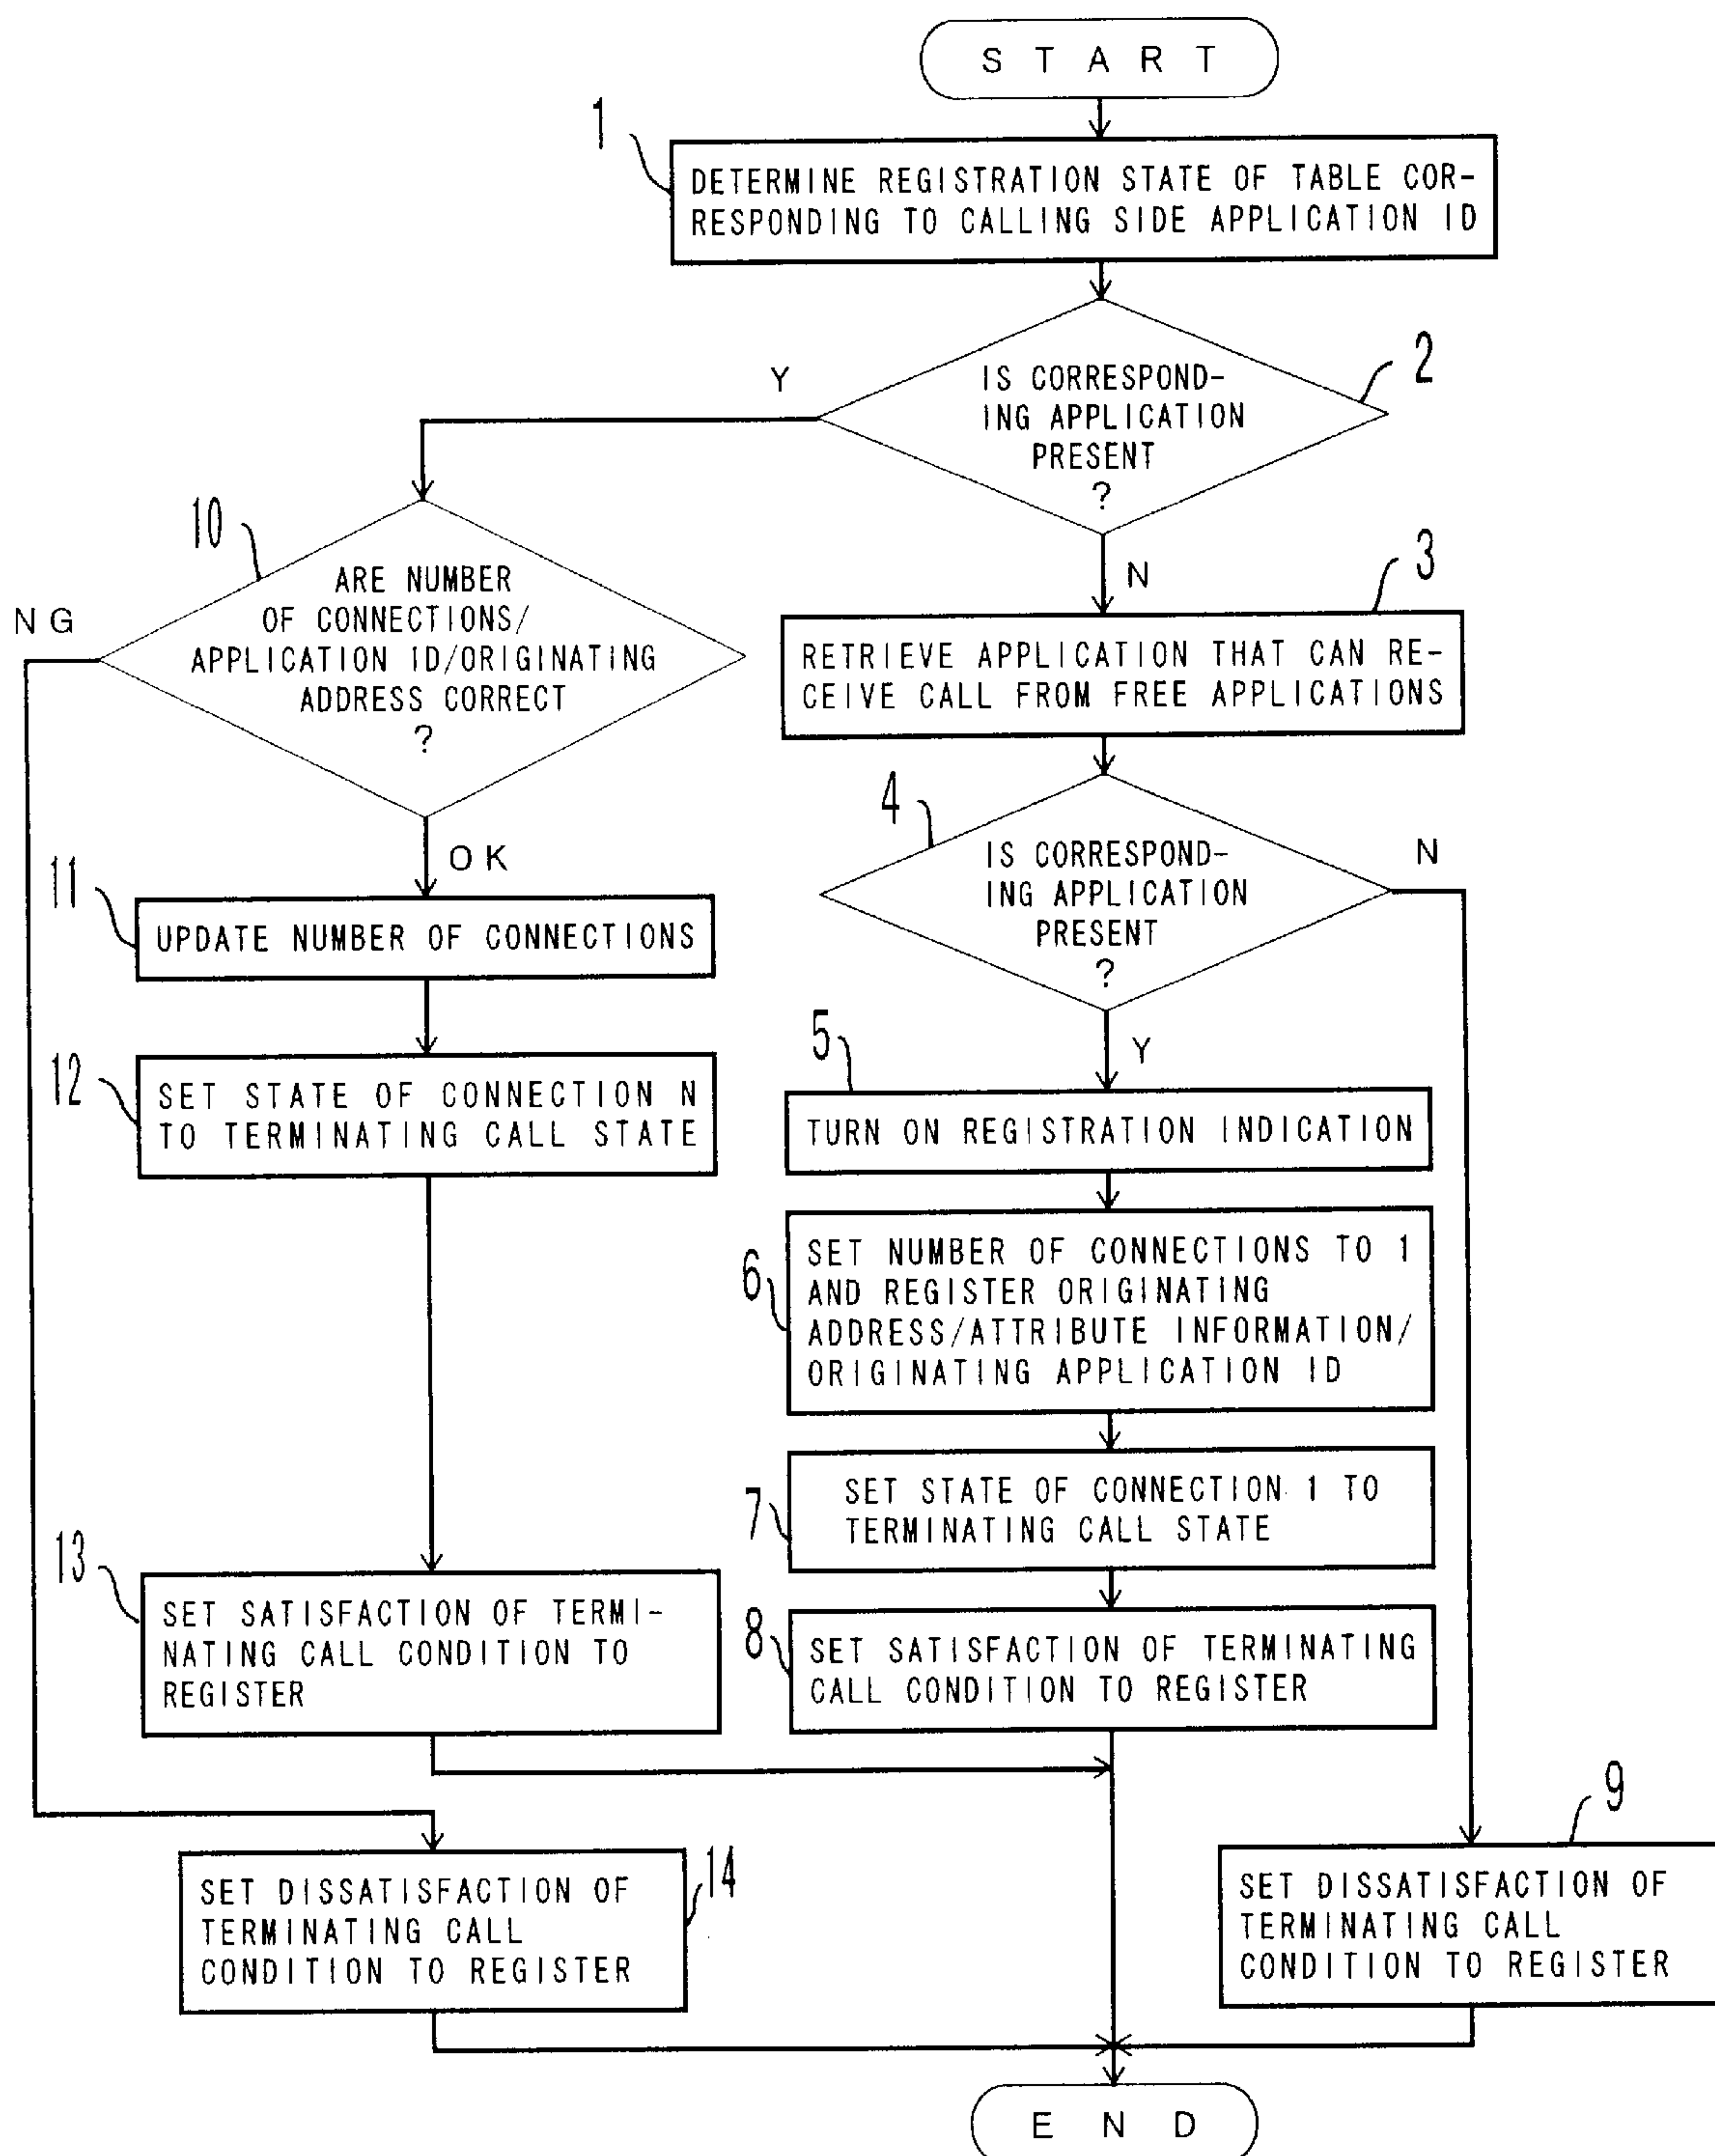 START
1
DETERMINE REGISTRATION STATE OF TABLE COR-
RESPONDING TO CALLING SIDE APPLICATION ID
2
IS CORRESPOND-
ING APPLICATION
PRESENT
?
Y
N
10
ARE NUMBER
OF CONNECTIONS/
APPLICATION ID/ORIGINATING
ADDRESS CORRECT
?
NG
OK
3
RETRIEVE APPLICATION THAT CAN RE-
CEIVE CALL FROM FREE APPLICATIONS
4
IS CORRESPOND-
ING APPLICATION
PRESENT
?
N
Y
11
UPDATE NUMBER OF CONNECTIONS
12
SET STATE OF CONNECTION N
TO TERMINATING CALL STATE
5
TURN ON REGISTRATION INDICATION
6
SET NUMBER OF CONNECTIONS TO 1
AND REGISTER ORIGINATING
ADDRESS/ATTRIBUTE INFORMATION/
ORIGINATING APPLICATION ID
7
SET STATE OF CONNECTION 1 TO
TERMINATING CALL STATE
13
SET SATISFACTION OF TERMI-
NATING CALL CONDITION TO
REGISTER
8
SET SATISFACTION OF TERMINATING
CALL CONDITION TO REGISTER
14
SET DISSATISFACTION OF
TERMINATING CALL
CONDITION TO REGISTER
9
SET DISSATISFACTION OF
TERMINATING CALL
CONDITION TO REGISTER
END